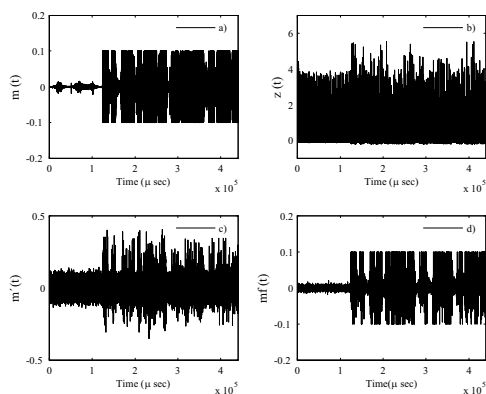 0.2
a)
0.1
0
-0.1
-0.2
m (t)
0 1 2 3 4
Time (μ sec)
x 10^5
b)
6
4
2
0
z (t)
0 1 2 3 4
Time (μ sec)
x 10^5
0.5
c)
0
-0.5
m´(t)
0 1 2 3 4
Time (μ sec)
x 10^5
0.2
d)
0.1
0
-0.1
-0.2
mf (t)
0 1 2 3 4
Time(μ sec)
x 10^5